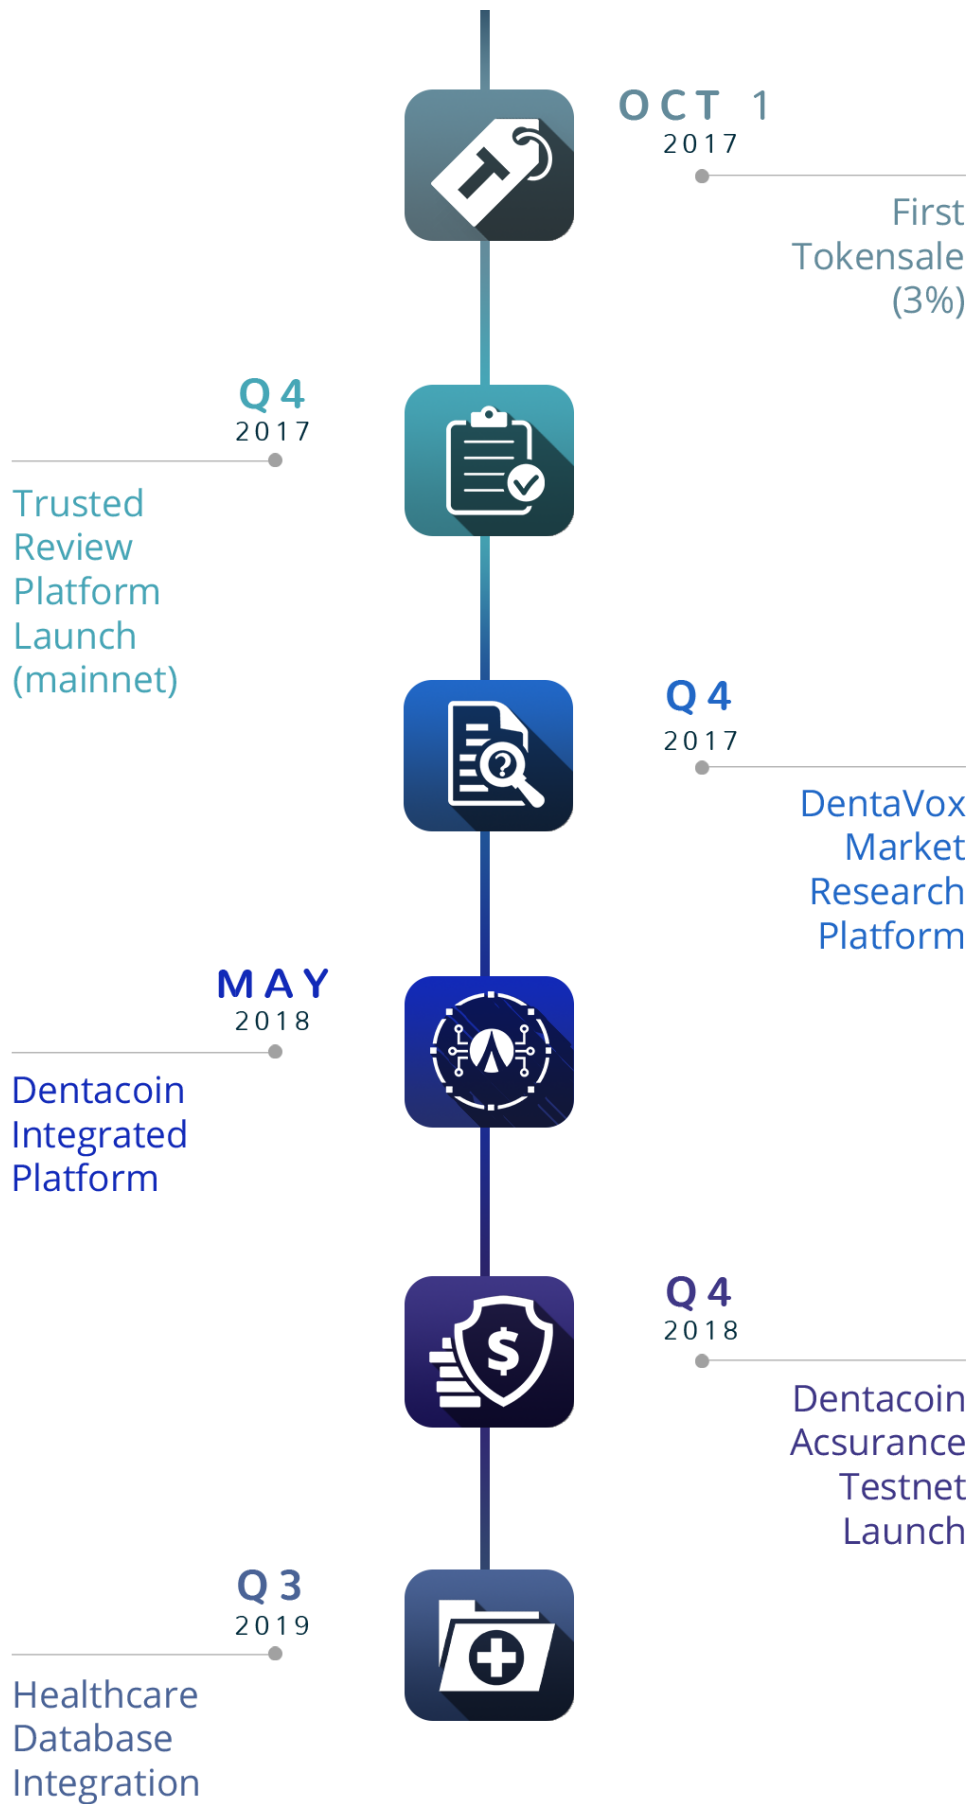 OCT 1
2017
First
Tokensale
(3%)
Q4
2017
Trusted
Review
Platform
Launch
(mainnet)
Q4
2017
DentaVox
Market
Research
Platform
MAY
2018
Dentacoin
Integrated
Platform
Q4
2018
Dentacoin
Acsurance
Testnet
Launch
Q3
2019
Healthcare
Database
Integration